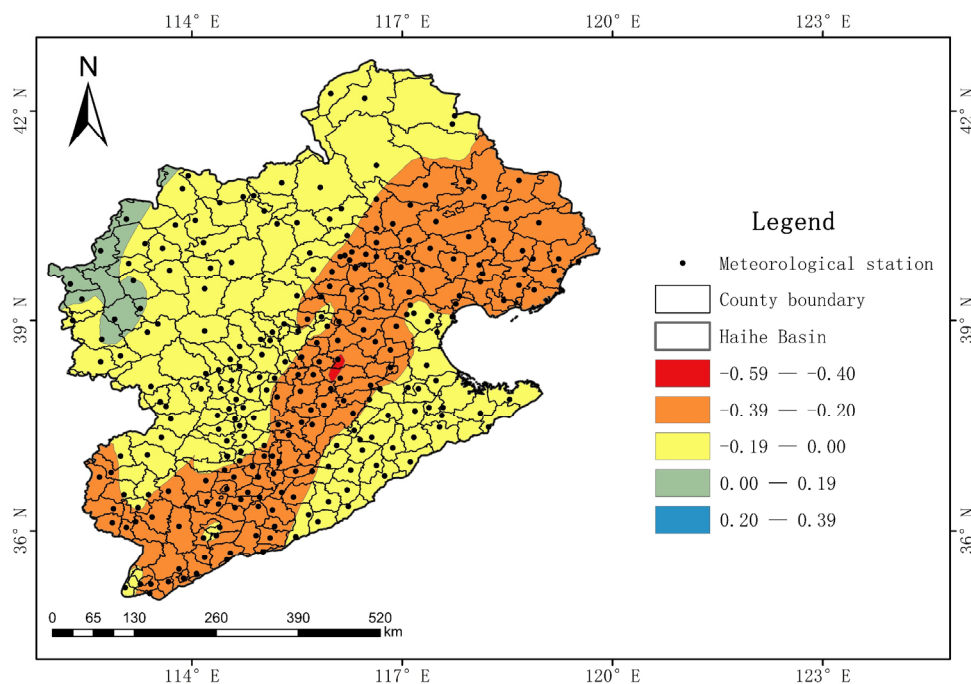 114° E 117° E 120° E 123° E
N
42° N 42° N
39° N 39° N
36° N 36° N
Legend
Meteorological station
County boundary
Haihe Basin
-0.59 — -0.40
-0.39 — -0.20
-0.19 — 0.00
0.00 — 0.19
0.20 — 0.39
0 65 130 260 390 520
km
114° E 117° E 120° E 123° E